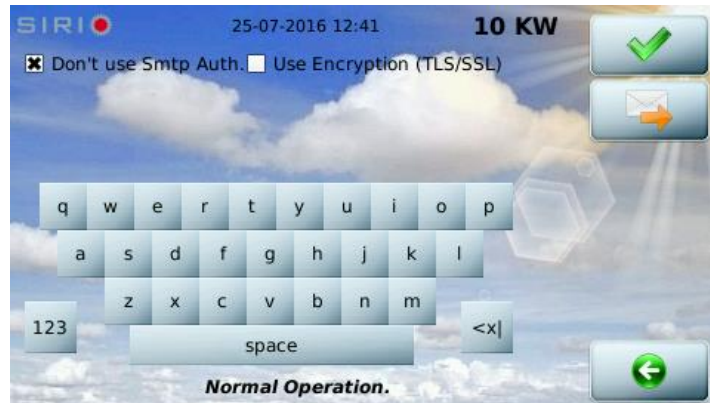 SIRIO 25-07-2016 12:41 10 KW
Don't use Smtp Auth. Use Encryption (TLS/SSL)
q w e r t y u i o p
a s d f g h j k l
z x c v b n m
123 <x|
space
Normal Operation.